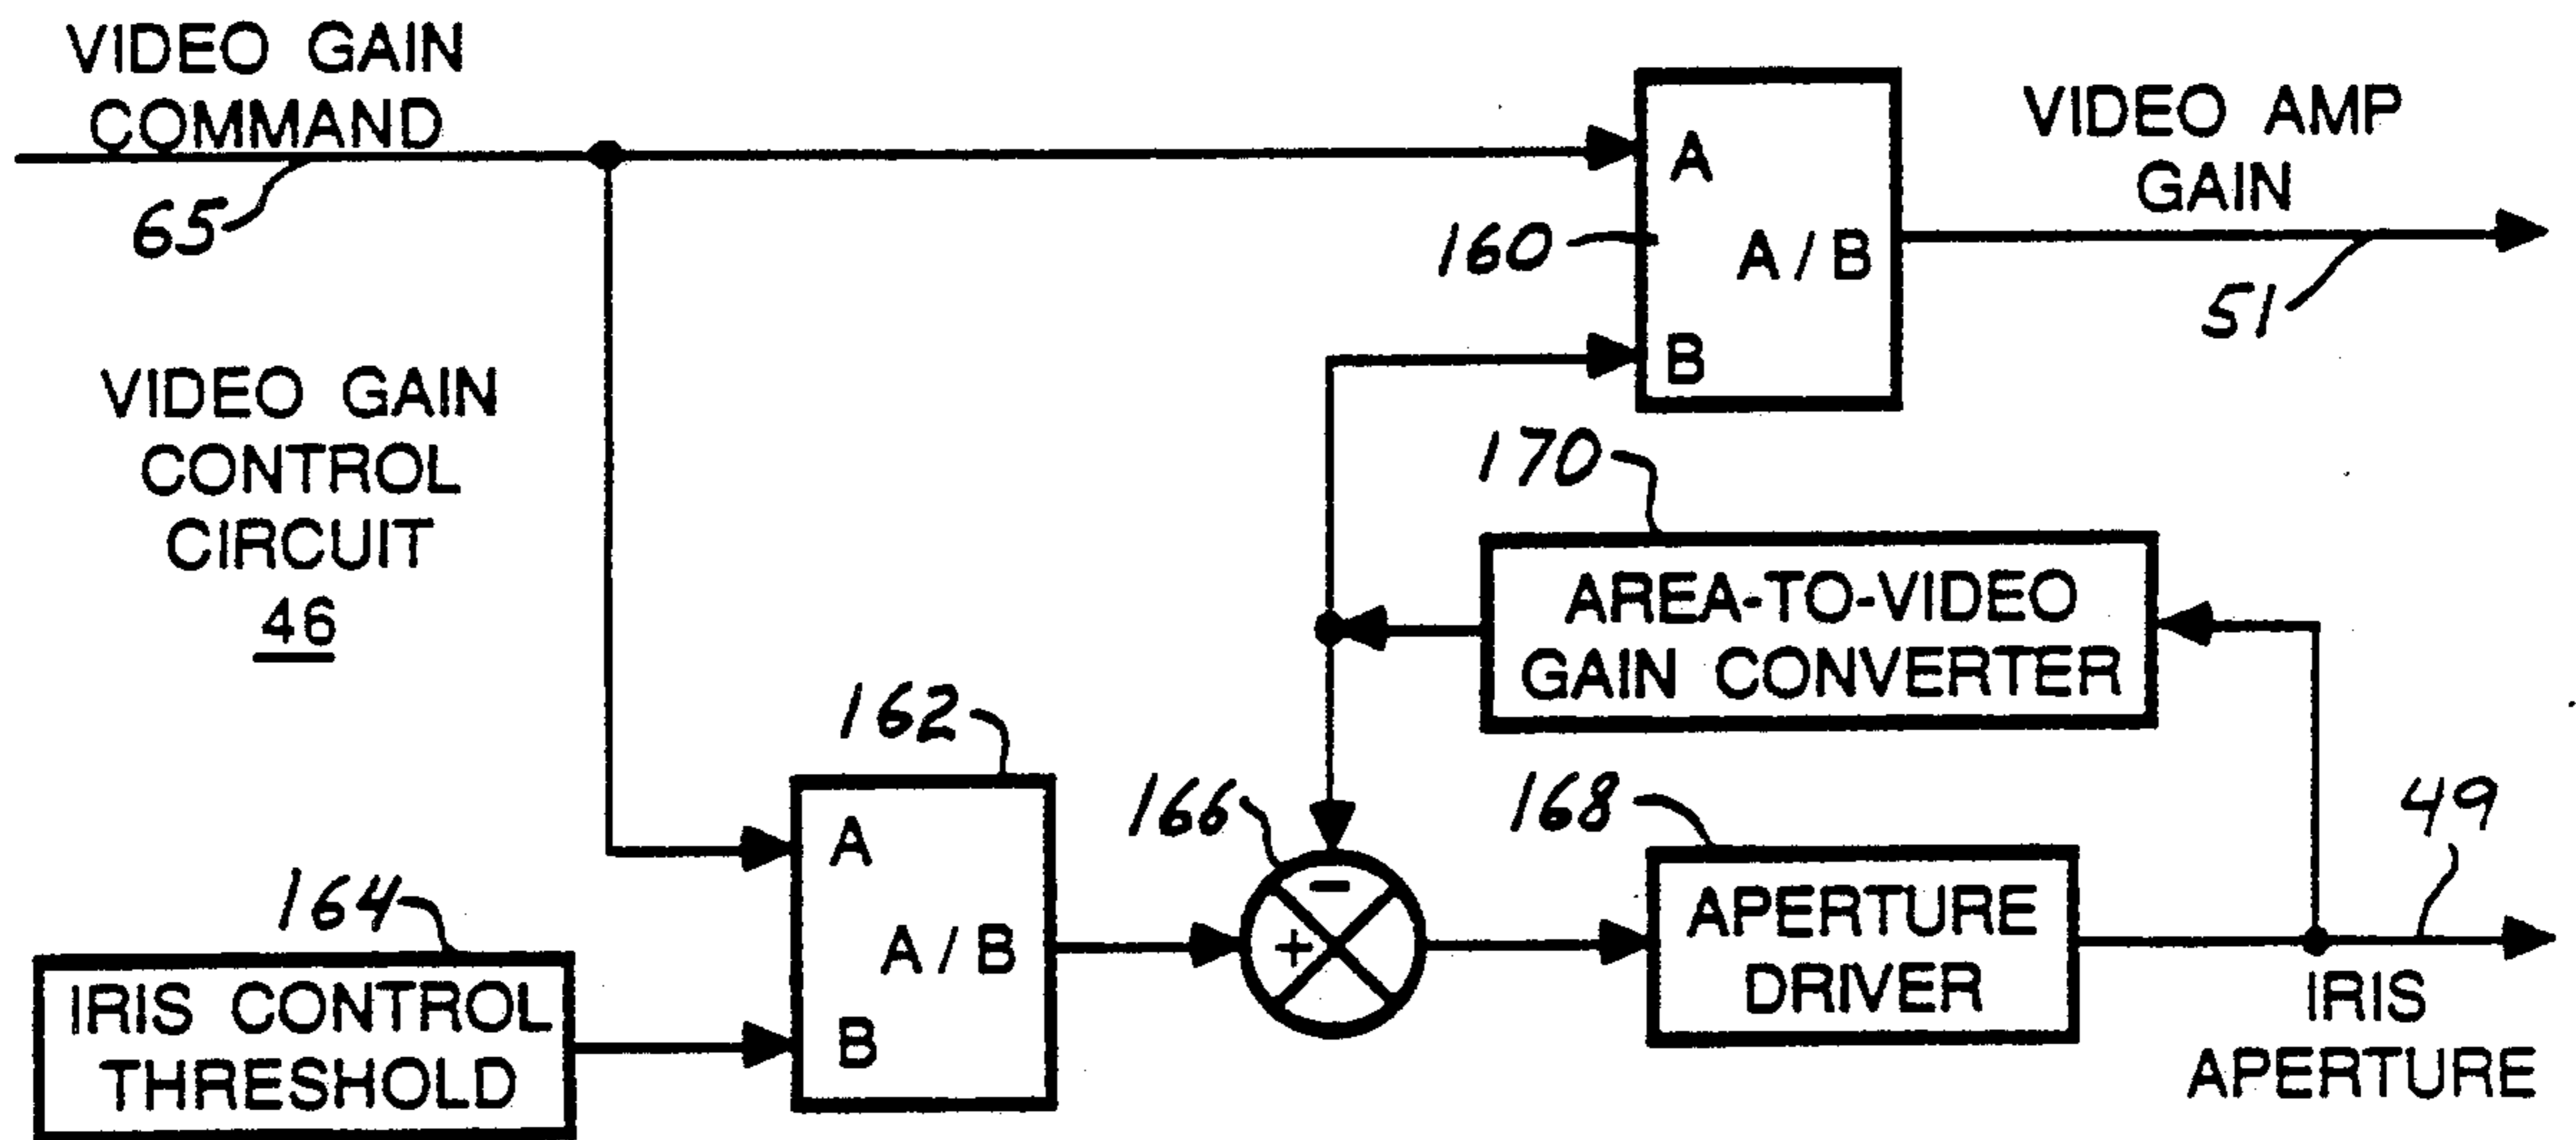 VIDEO GAIN
COMMAND
65
A
160
A / B
B
VIDEO AMP
GAIN
51
VIDEO GAIN
CONTROL
CIRCUIT
46
170
AREA-TO-VIDEO
GAIN CONVERTER
162
A
A / B
B
164
IRIS CONTROL
THRESHOLD
166
-
+
168
APERTURE
DRIVER
49
IRIS
APERTURE